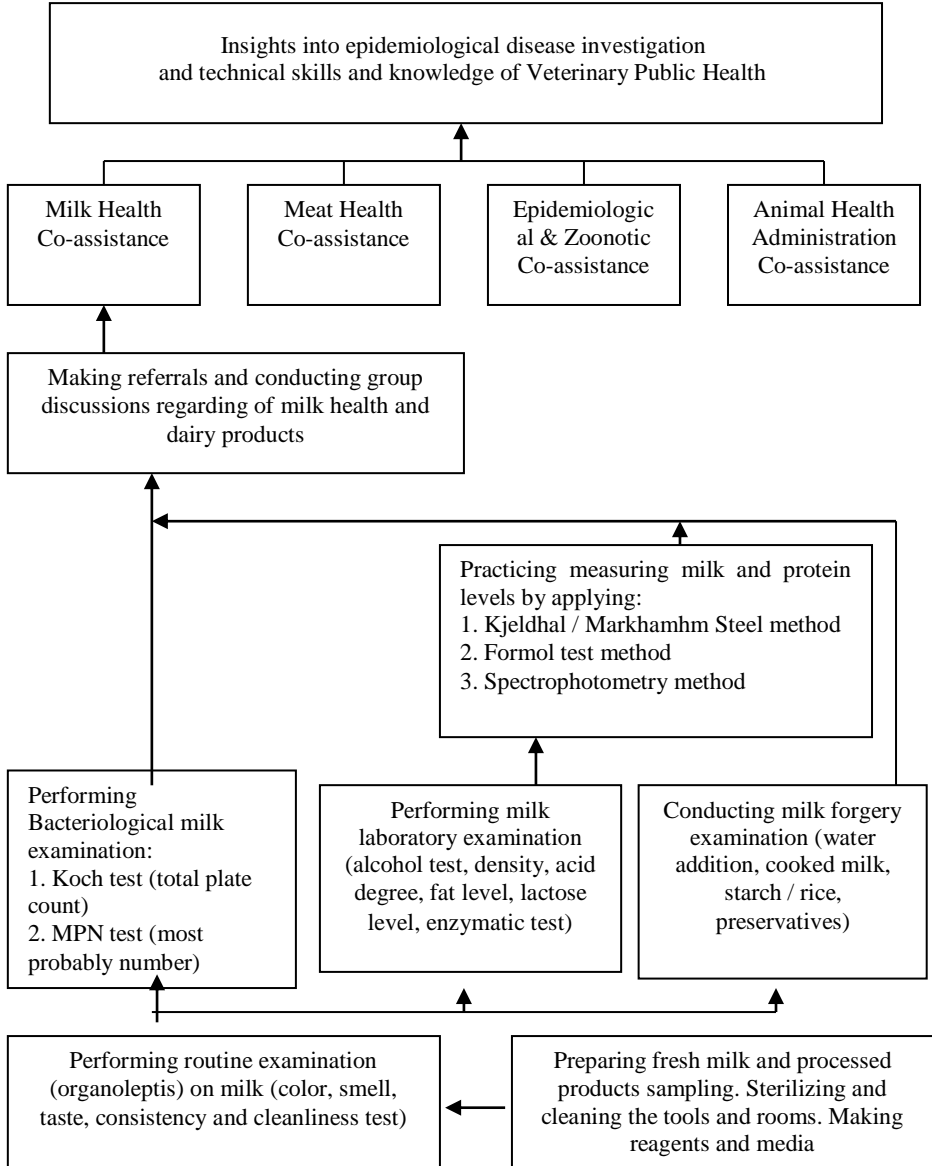 Insights into epidemiological disease investigation
and technical skills and knowledge of Veterinary Public Health
Milk Health
Co-assistance
Meat Health
Co-assistance
Epidemiologic
al & Zoonotic
Co-assistance
Animal Health
Administration
Co-assistance
Making referrals and conducting group
discussions regarding of milk health and
dairy products
Practicing measuring milk and protein
levels by applying:
1. Kjeldhal / Markhamhm Steel method
2. Formol test method
3. Spectrophotometry method
Performing
Bacteriological milk
examination:
1. Koch test (total plate
count)
2. MPN test (most
probably number)
Performing milk
laboratory examination
(alcohol test, density, acid
degree, fat level, lactose
level, enzymatic test)
Conducting milk forgery
examination (water
addition, cooked milk,
starch / rice,
preservatives)
Performing routine examination
(organoleptis) on milk (color, smell,
taste, consistency and cleanliness test)
Preparing fresh milk and processed
products sampling. Sterilizing and
cleaning the tools and rooms. Making
reagents and media